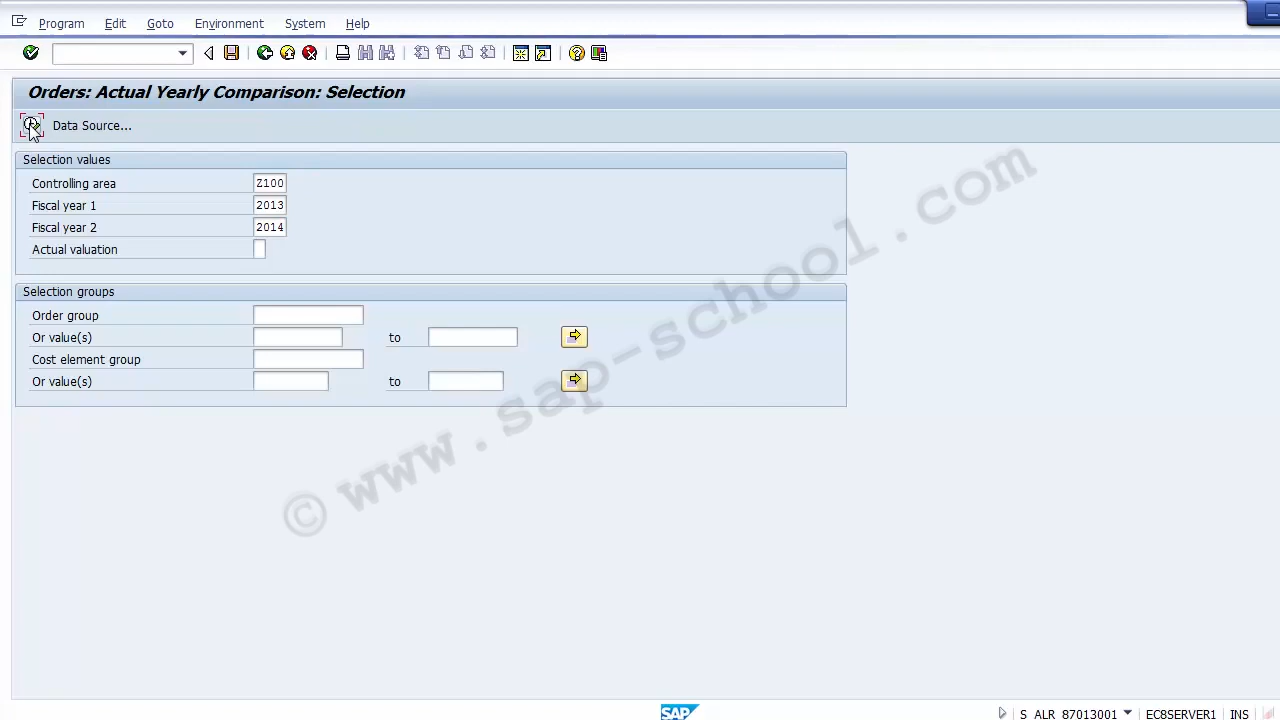 Program Edit Goto Environment System Help
Orders: Actual Yearly Comparison: Selection
Data Source...
Selection values
Controlling area Z100
Fiscal year 1 2013
Fiscal year 2 2014
Actual valuation
Selection groups
Order group
Or value(s) to
Cost element group
Or value(s) to
© www.sap-school.com
SAP S_ALR_87013001 EC8SERVER1 INS